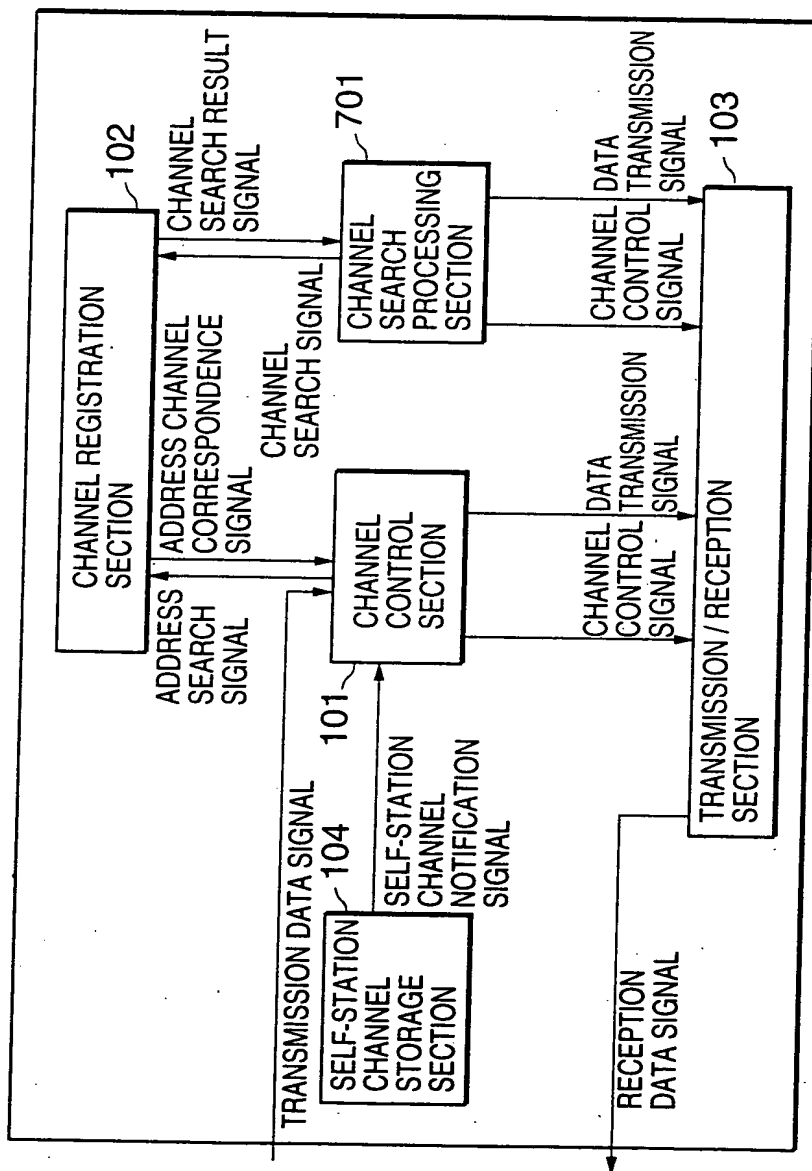 102
CHANNEL REGISTRATION
SECTION
ADDRESS
SEARCH
SIGNAL
ADDRESS CHANNEL
CORRESPONDENCE
SIGNAL
CHANNEL
SEARCH SIGNAL
CHANNEL
SEARCH RESULT
SIGNAL
TRANSMISSION DATA SIGNAL
104
SELF-STATION
CHANNEL
STORAGE
SECTION
SELF-STATION
CHANNEL
NOTIFICATION
SIGNAL
101
CHANNEL
CONTROL
SECTION
701
CHANNEL
SEARCH
PROCESSING
SECTION
CHANNEL
CONTROL
SIGNAL
DATA
TRANSMISSION
SIGNAL
CHANNEL
CONTROL
SIGNAL
DATA
TRANSMISSION
SIGNAL
RECEPTION
DATA SIGNAL
TRANSMISSION / RECEPTION
SECTION
103